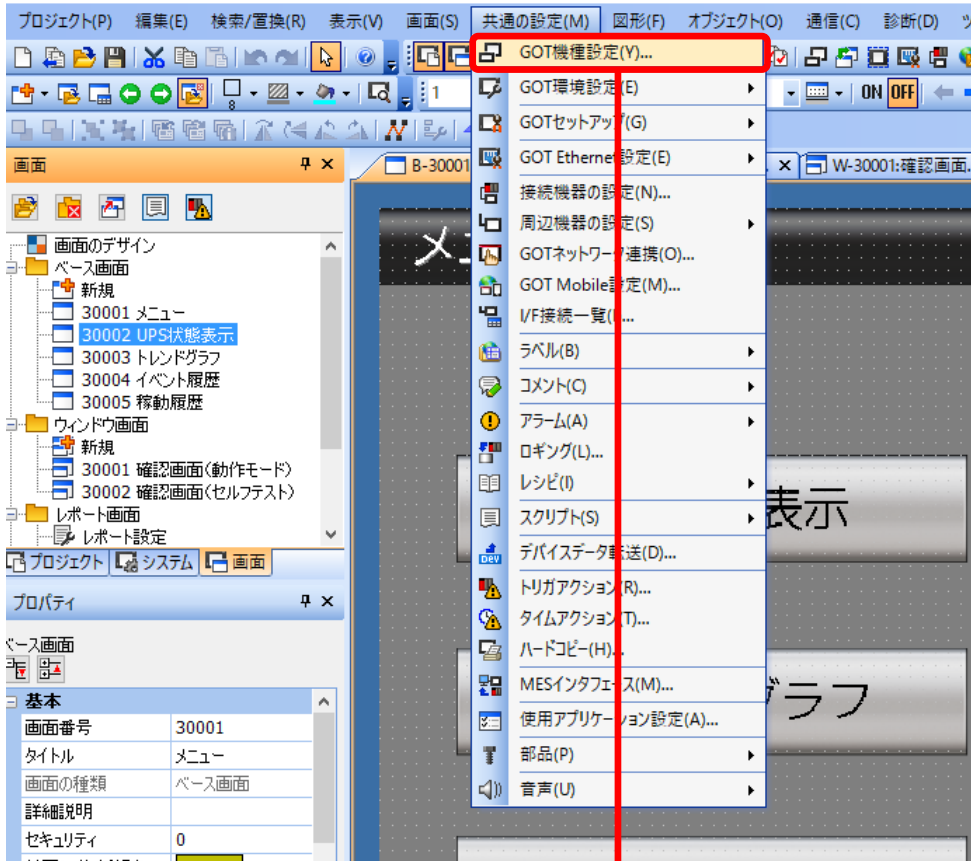 プロジェクト(P) 編集(E) 検索/置換(R) 表示(V) 画面(S) 共通の設定(M) 図形(F) オブジェクト(O) 通信(C) 診断(D)
ON OFF
8
1
画面
B-30001
W-30001:確認画面
GOT機種設定(Y)...
GOT環境設定(E)
GOTセットアップ(G)
GOT Ethernet設定(E)
接続機器の設定(N)...
周辺機器の設定(S)
GOTネットワーク連携(O)...
GOT Mobile設定(M)...
I/F接続一覧(
ラベル(B)
コメント(C)
アラーム(A)
ロギング(L)...
レシピ(I)
スクリプト(S)
デバイスデータ転送(D)...
トリガアクション(R)...
タイムアクション(T)...
ハードコピー(H)...
MESインタフェース(M)...
使用アプリケーション設定(A)...
部品(P)
音声(U)
画面のデザイン
ベース画面
新規
30001 メニュー
30002 UPS状態表示
30003 トレンドグラフ
30004 イベント履歴
30005 稼動履歴
ウィンドウ画面
新規
30001 確認画面(動作モード)
30002 確認画面(セルフテスト)
レポート画面
レポート設定
プロジェクト システム 画面
プロパティ
ベース画面
基本
画面番号 30001
タイトル メニュー
画面の種類 ベース画面
詳細説明
セキュリティ 0
メ
表示
グラフ